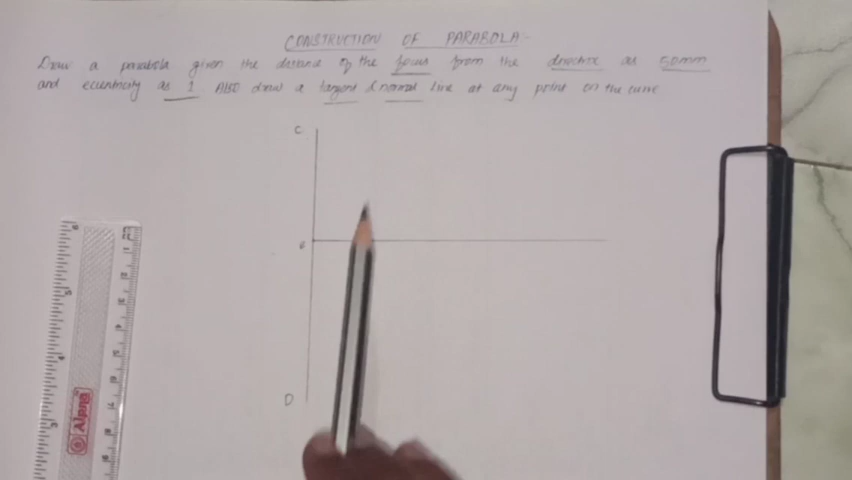 CONSTRUCTION OF PARABOLA-
Draw a parabola given the distance of the focus from the directrix as 50mm
and eccentricity as 1 Also draw a tangent & normal line at any point on the curve
C
D